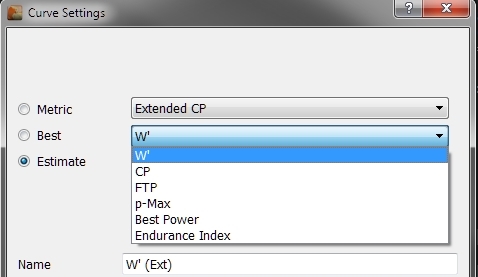 Curve Settings
?
Metric
Extended CP
Best
W'
Estimate
W'
CP
FTP
p-Max
Best Power
Endurance Index
Name
W' (Ext)